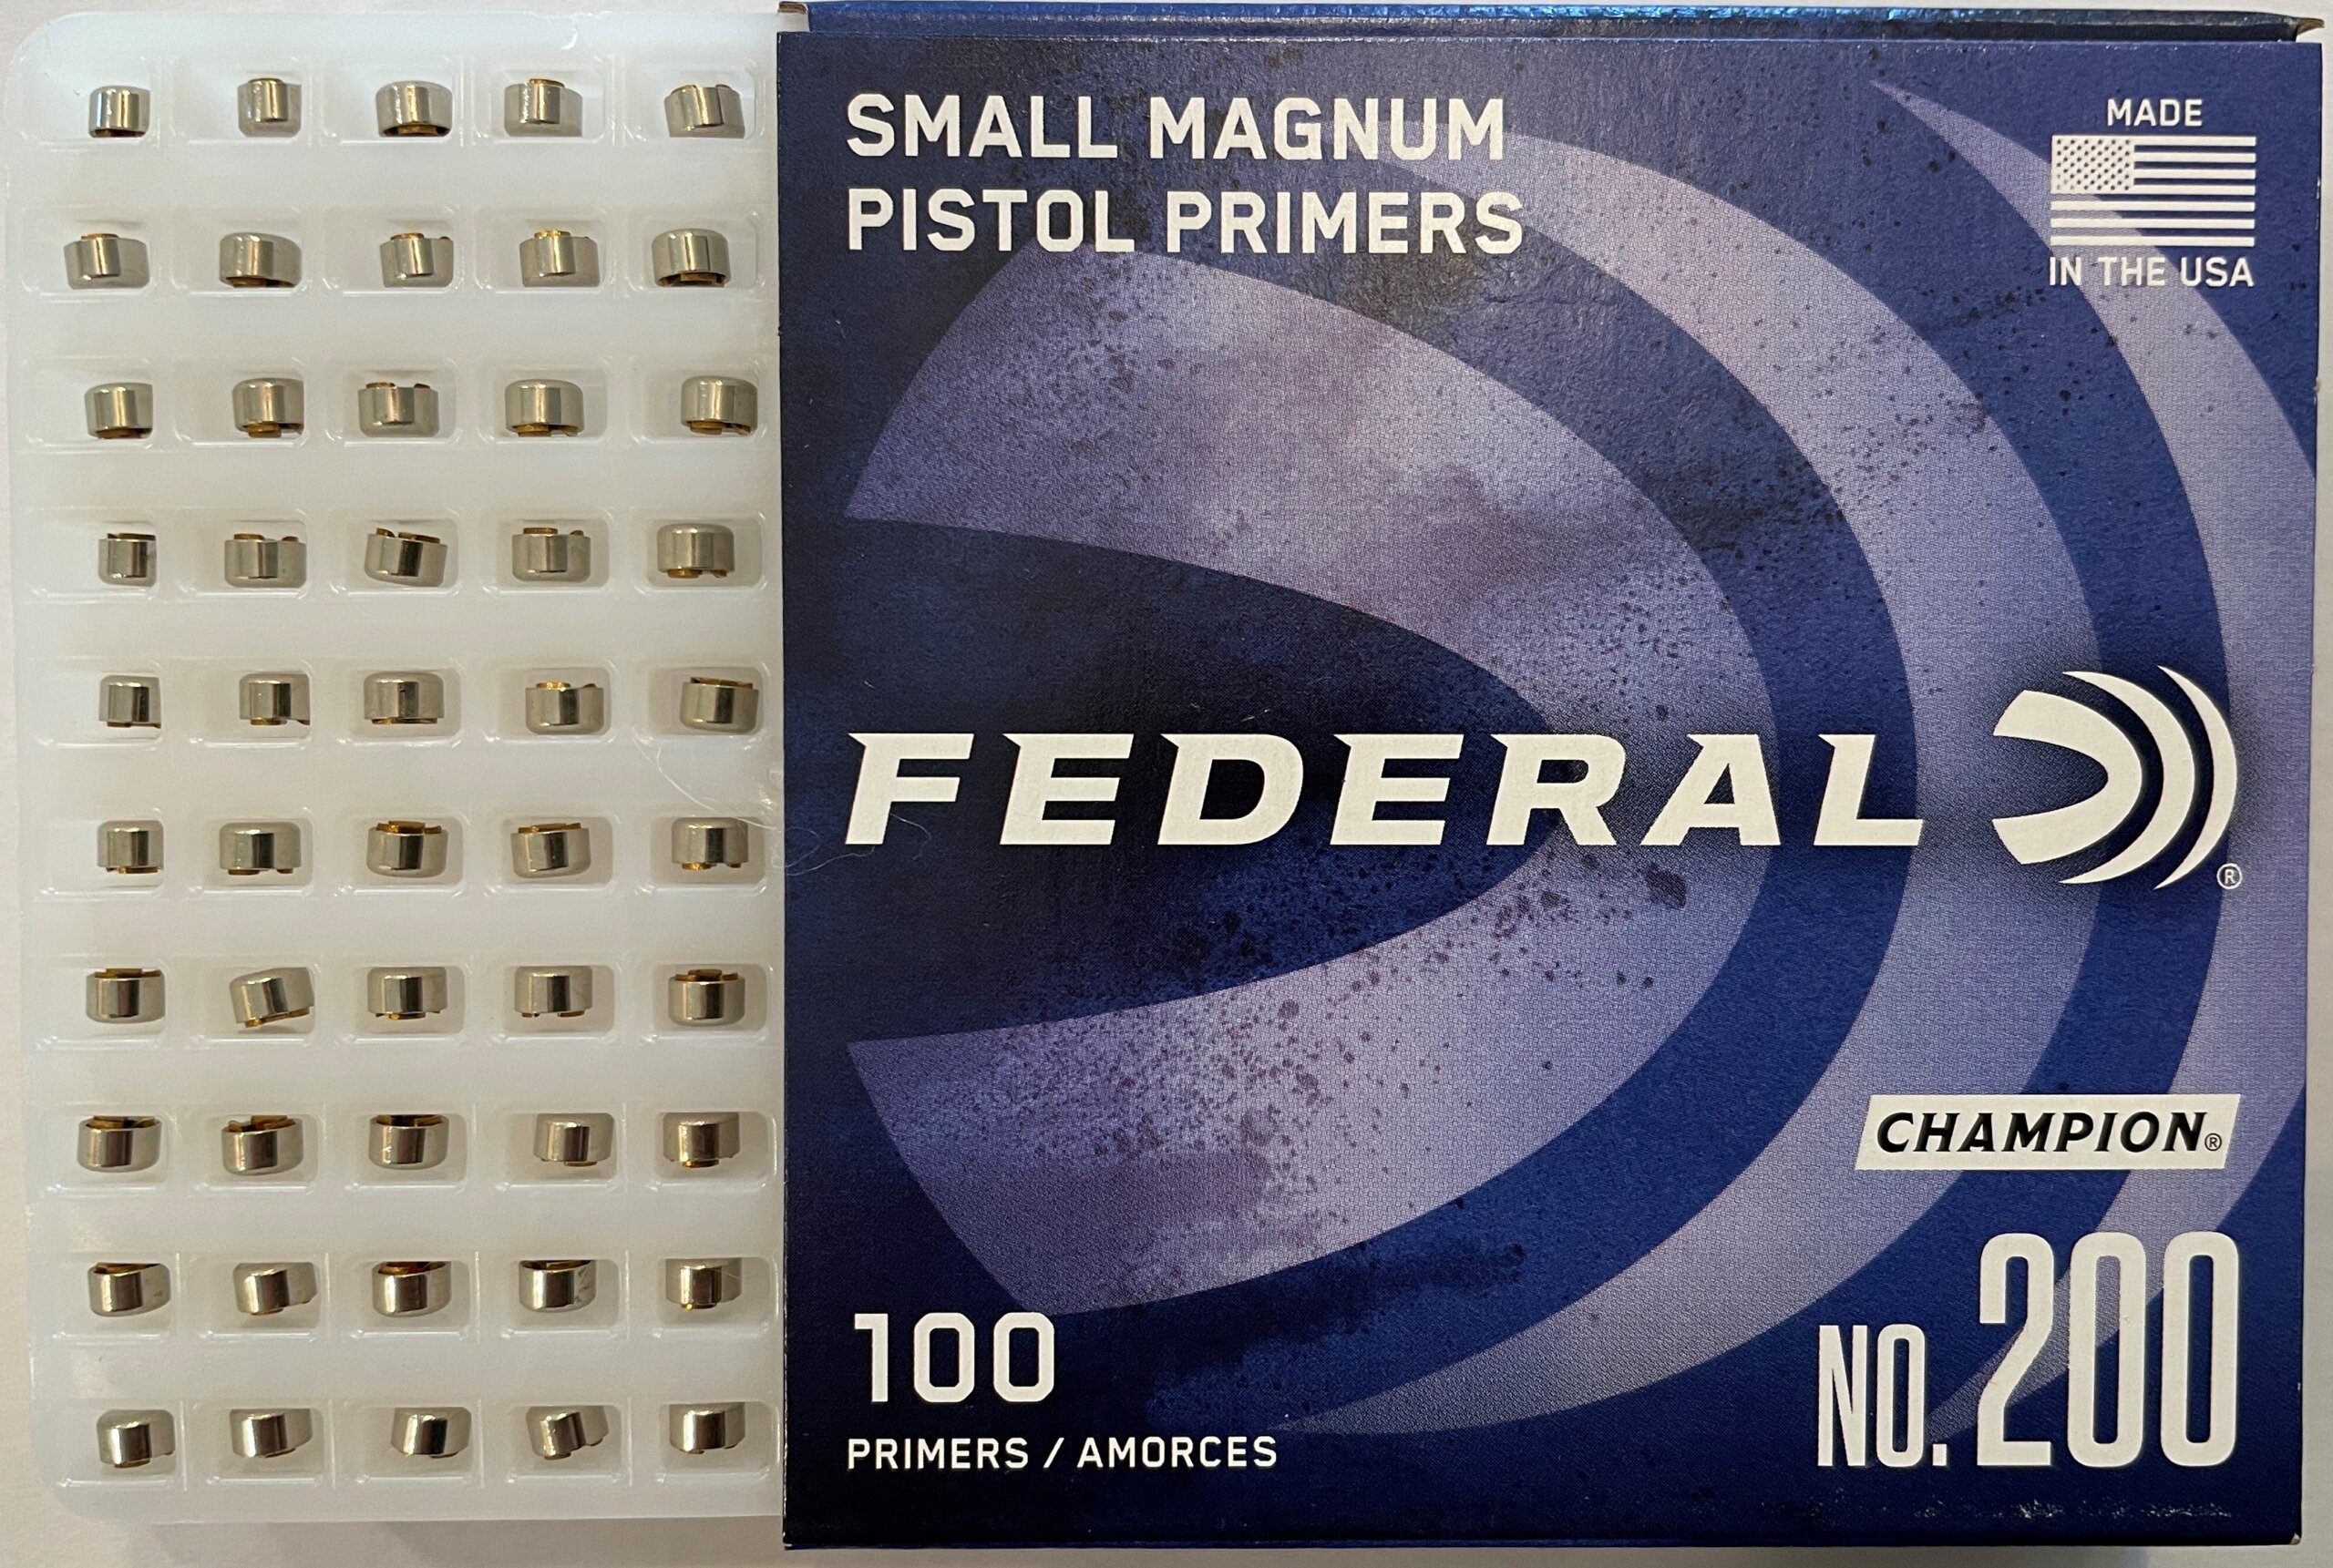 SMALL MAGNUM
PISTOL PRIMERS
MADE
IN THE USA
FEDERAL ®
CHAMPION®
NO. 200
100
PRIMERS / AMORCES